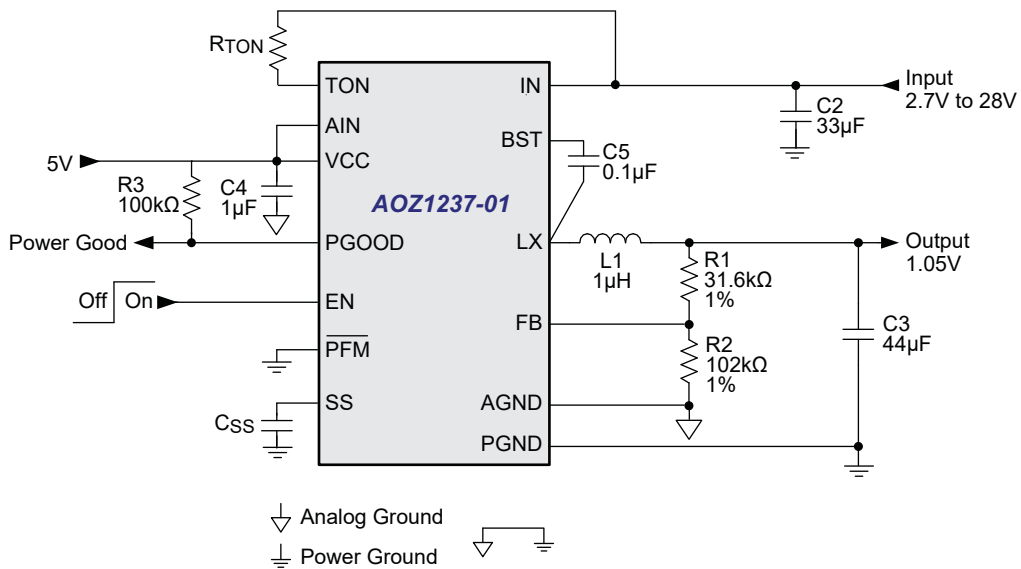 RTON
TON
IN
Input
2.7V to 28V
C2
33µF
AIN
BST
C5
0.1µF
5V
VCC
R3
100kΩ
C4
1µF
AOZ1237-01
Power Good
PGOOD
LX
L1
1µH
Output
1.05V
R1
31.6kΩ
1%
Off
On
EN
FB
C3
44µF
PFM
R2
102kΩ
1%
SS
CSS
AGND
PGND
Analog Ground
Power Ground